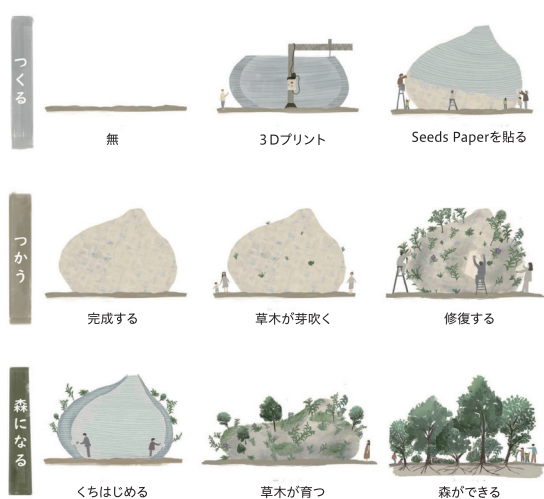 つくる
無
3Dプリント
Seeds Paperを貼る
つかう
完成する
草木が芽吹く
修復する
森になる
くちはじめる
草木が育つ
森ができる